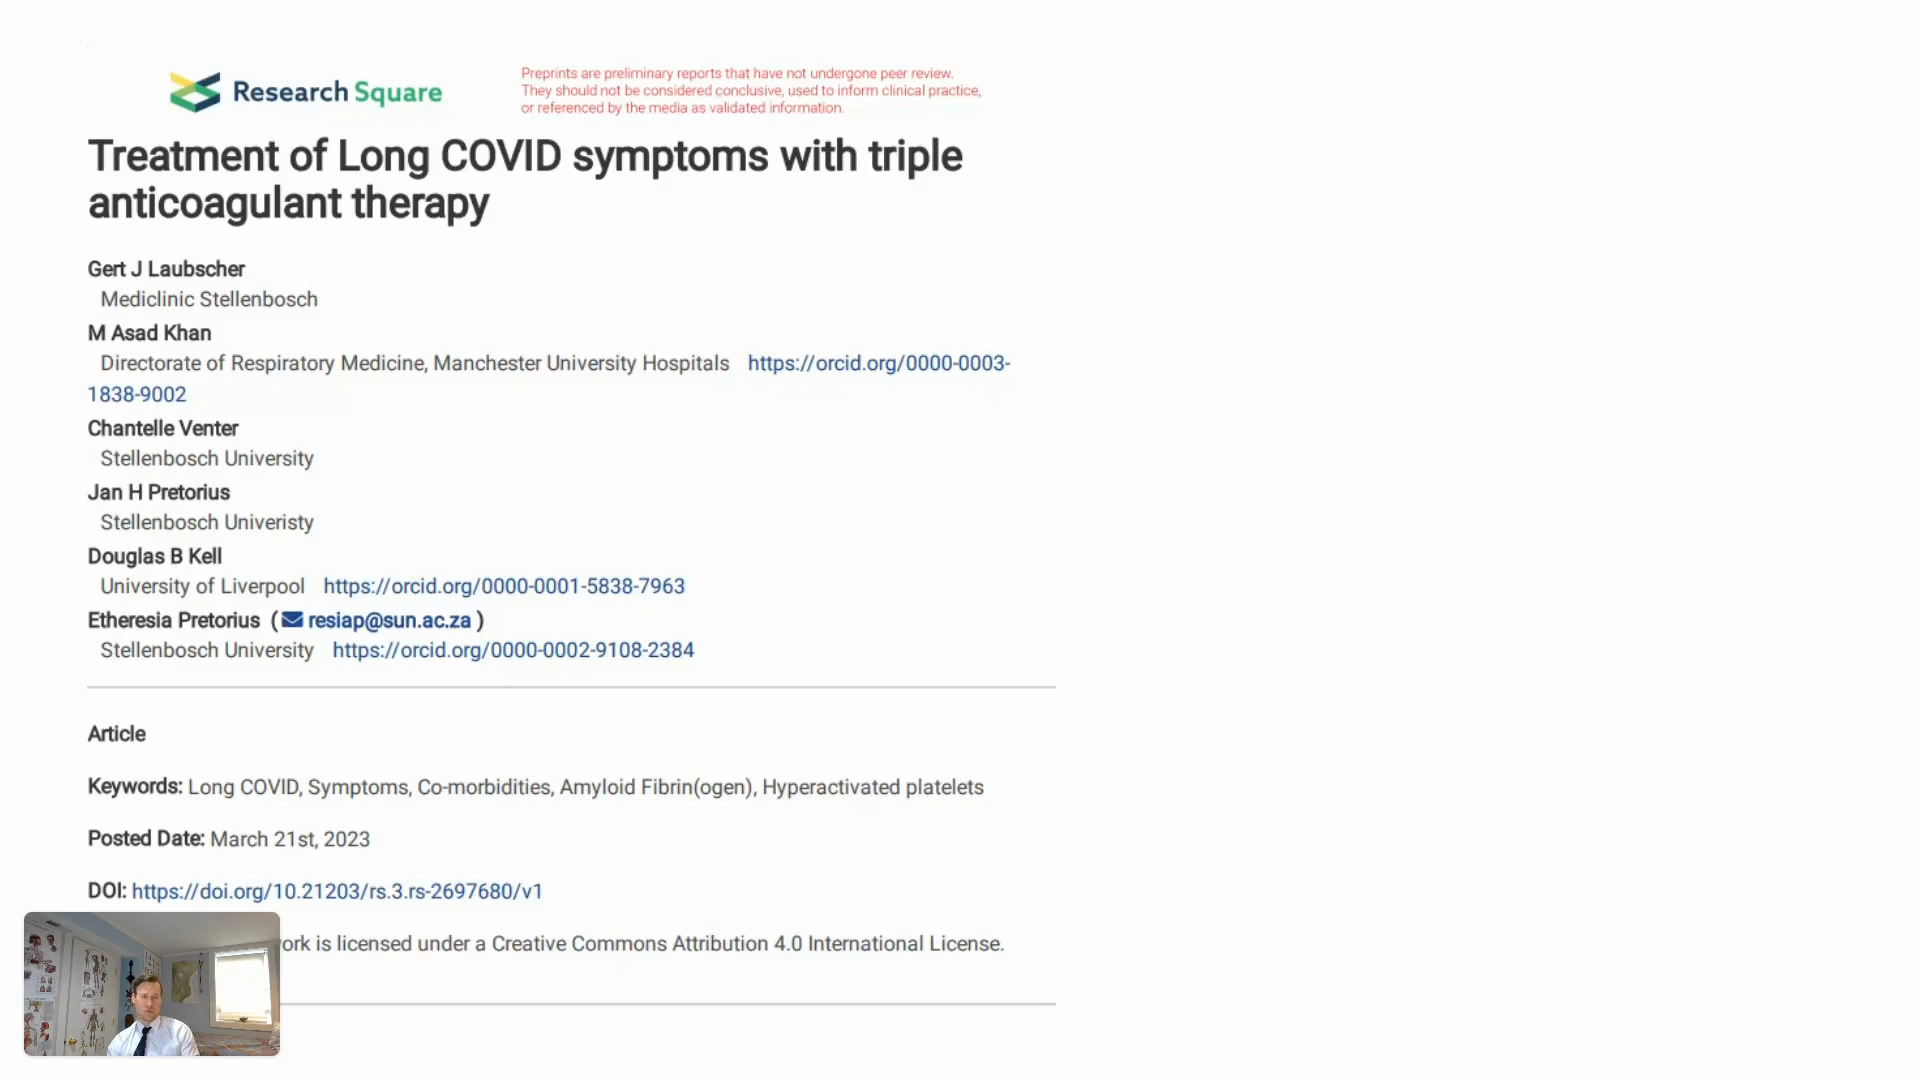 Research Square
Preprints are preliminary reports that have not undergone peer review.
They should not be considered conclusive, used to inform clinical practice,
or referenced by the media as validated information.
Treatment of Long COVID symptoms with triple
anticoagulant therapy
Gert J Laubscher
Mediclinic Stellenbosch
M Asad Khan
Directorate of Respiratory Medicine, Manchester University Hospitals https://orcid.org/0000-0003-
1838-9002
Chantelle Venter
Stellenbosch University
Jan H Pretorius
Stellenbosch Univeristy
Douglas B Kell
University of Liverpool https://orcid.org/0000-0001-5838-7963
Etheresia Pretorius ( resiap@sun.ac.za )
Stellenbosch University https://orcid.org/0000-0002-9108-2384
Article
Keywords: Long COVID, Symptoms, Co-morbidities, Amyloid Fibrin(ogen), Hyperactivated platelets
Posted Date: March 21st, 2023
DOI: https://doi.org/10.21203/rs.3.rs-2697680/v1
ork is licensed under a Creative Commons Attribution 4.0 International License.